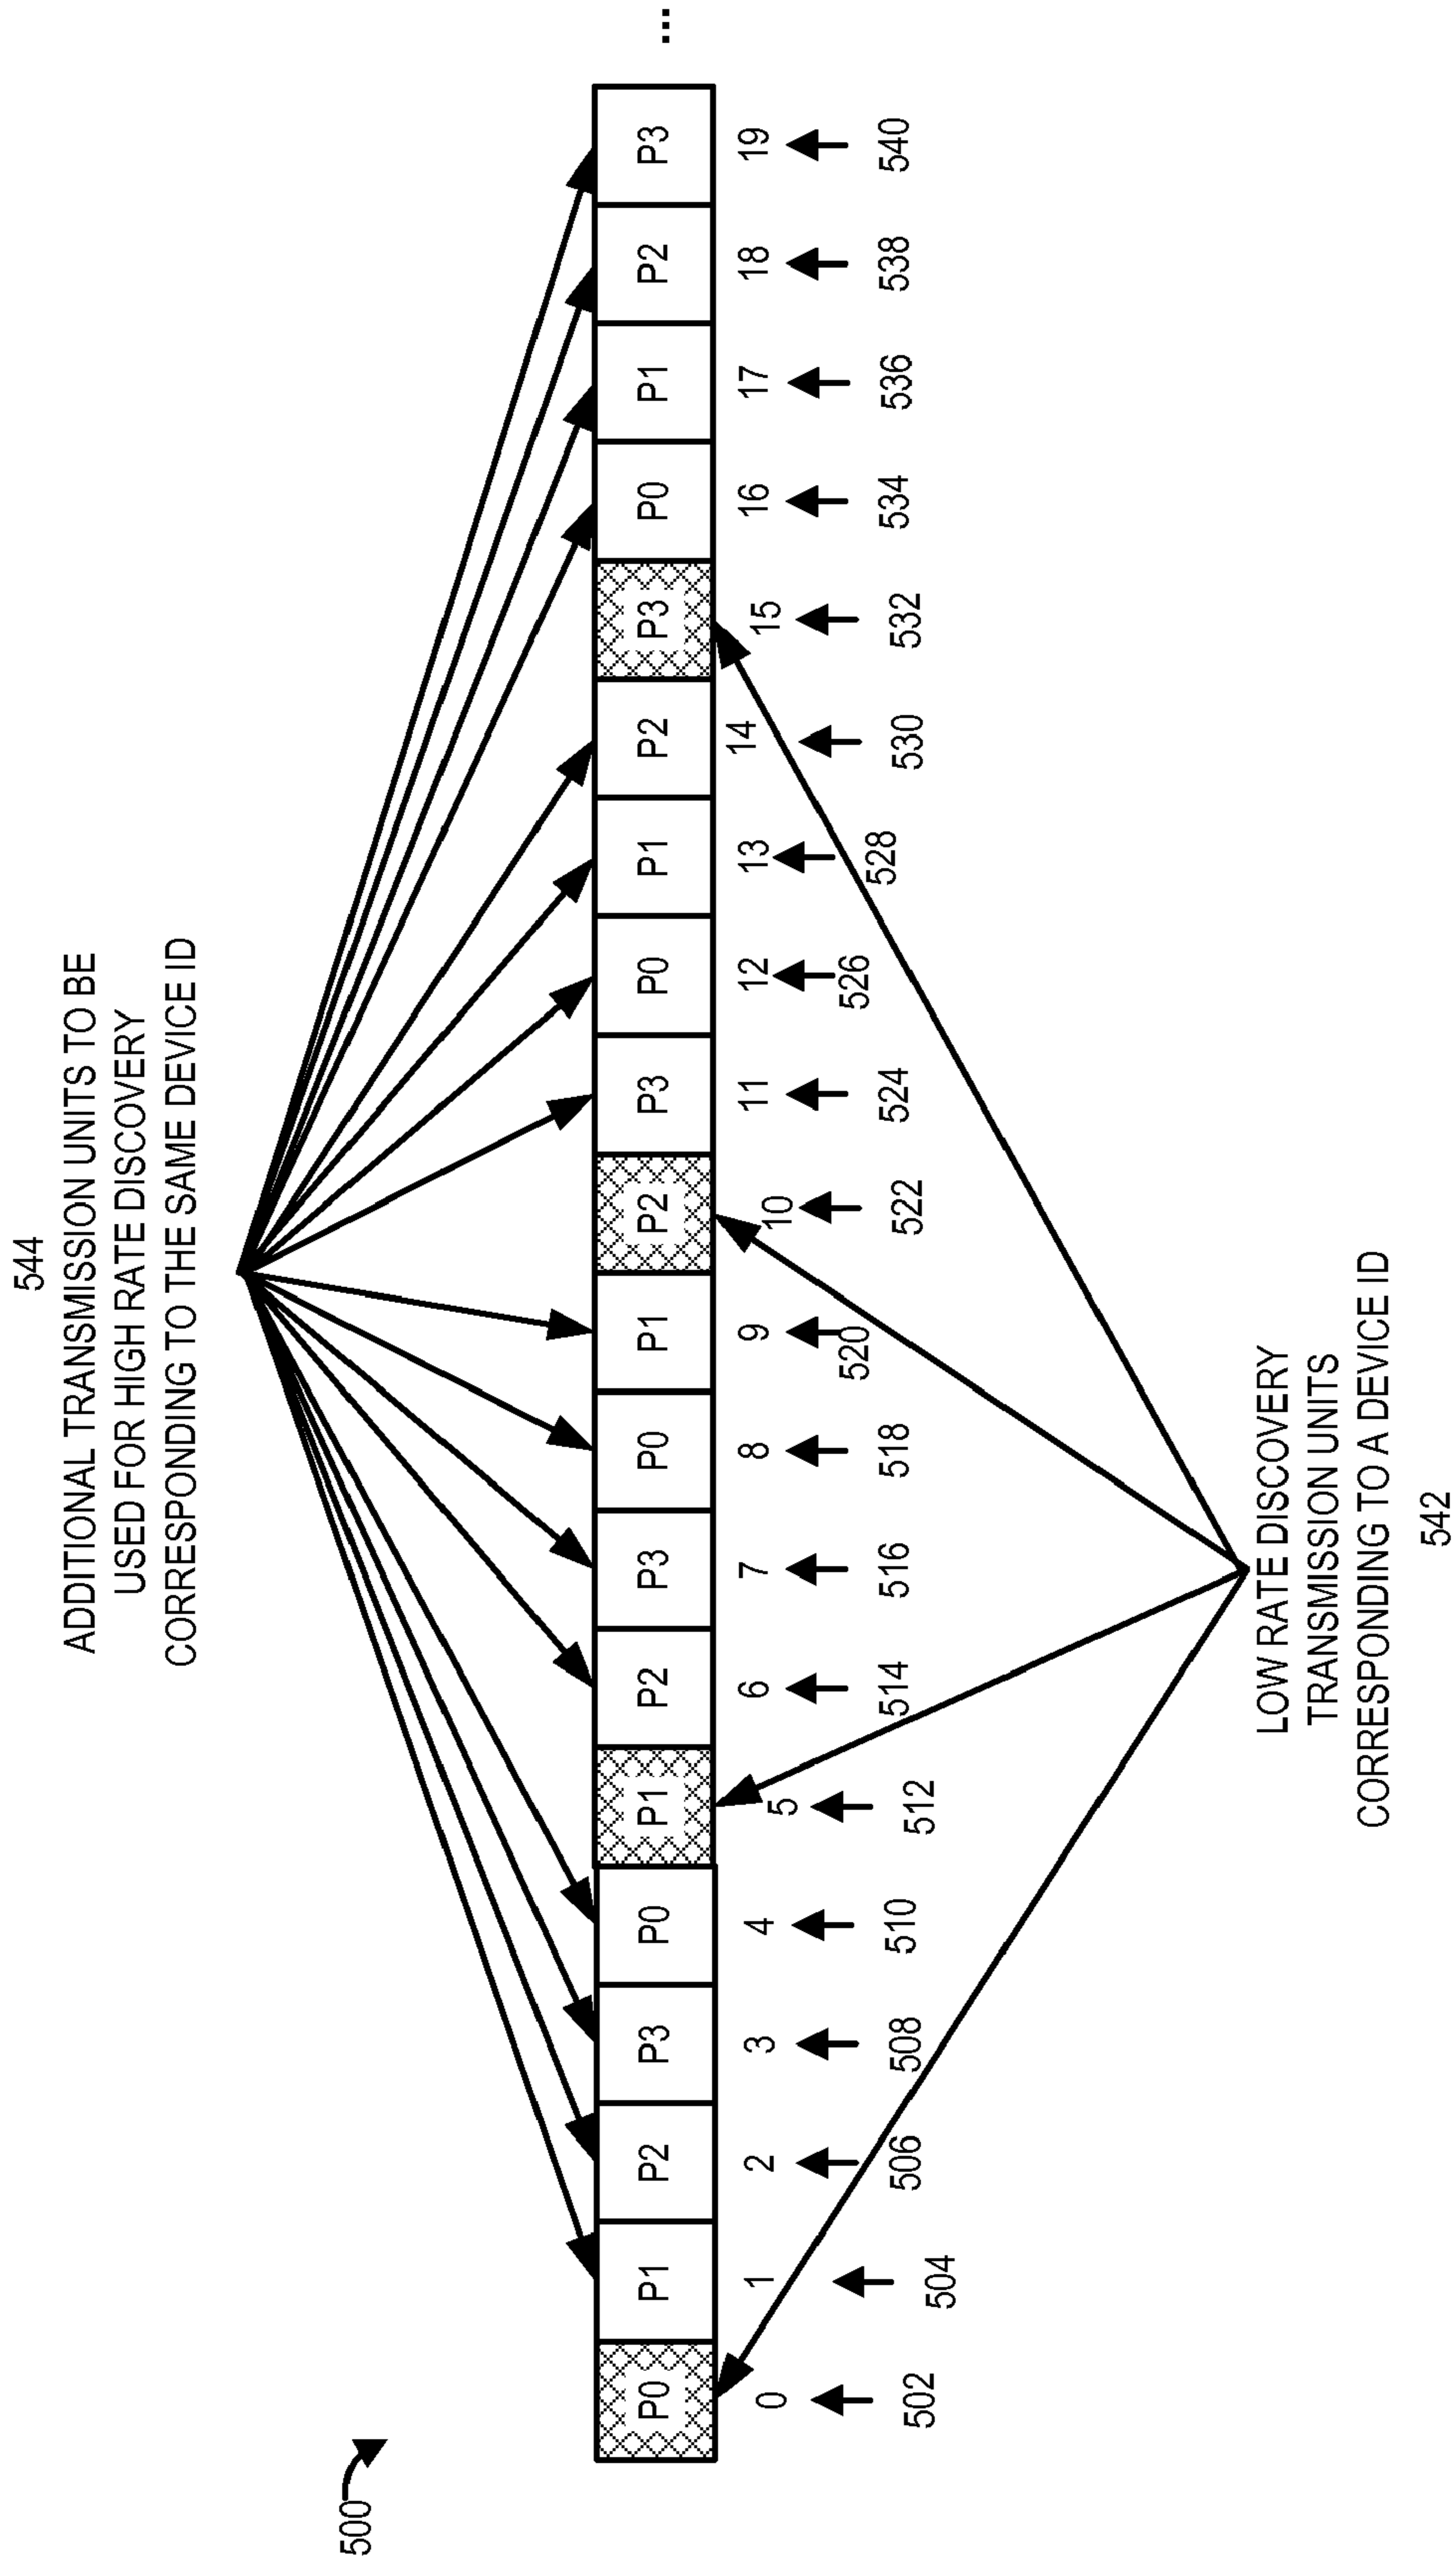 544
ADDITIONAL TRANSMISSION UNITS TO BE
USED FOR HIGH RATE DISCOVERY
CORRESPONDING TO THE SAME DEVICE ID
500
...
P0 P1 P2 P3 P0 P1 P2 P3 P0 P1 P2 P3 P0 P1 P2 P3 P0 P1 P2 P3
0 1 2 3 4 5 6 7 8 9 10 11 12 13 14 15 16 17 18 19
502 504 506 508 510 512 514 516 518 520 522 524 526 528 530 532 534 536 538 540
LOW RATE DISCOVERY
TRANSMISSION UNITS
CORRESPONDING TO A DEVICE ID
542